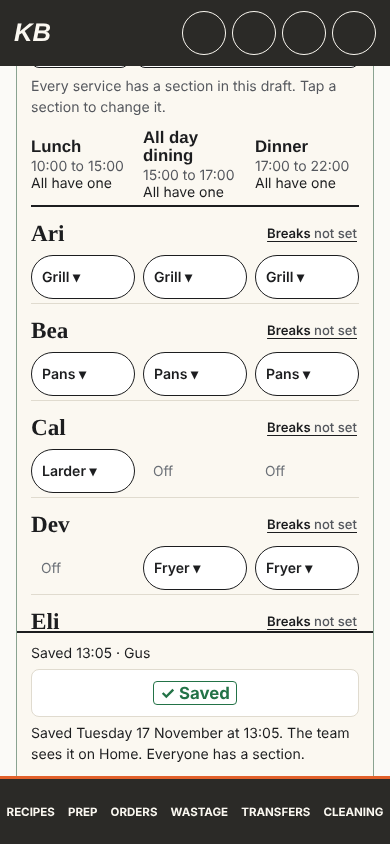 KB
Every service has a section in this draft. Tap a
section to change it.
Lunch
10:00 to 15:00
All have one
All day
dining
15:00 to 17:00
All have one
Dinner
17:00 to 22:00
All have one
Ari
Breaks not set
Grill ▾ Grill ▾ Grill ▾
Bea
Breaks not set
Pans ▾ Pans ▾ Pans ▾
Cal
Breaks not set
Larder ▾ Off Off
Dev
Breaks not set
Off Fryer ▾ Fryer ▾
Eli
Breaks not set
Saved 13:05 · Gus
✓ Saved
Saved Tuesday 17 November at 13:05. The team
sees it on Home. Everyone has a section.
RECIPES PREP ORDERS WASTAGE TRANSFERS CLEANING